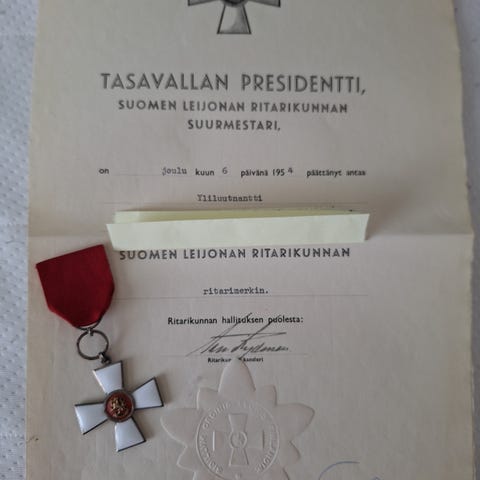 TASAVALLAN PRESIDENTTI,
SUOMEN LEIJONAN RITARIKUNNAN
SUURMESTARI,
on joulu kuun 6 päivänä 1954 päättänyt antaa
Yliluutnantti
SUOMEN LEIJONAN RITARIKUNNAN
ritarimerkin.
Ritarikunnan hallituksen puolesta: